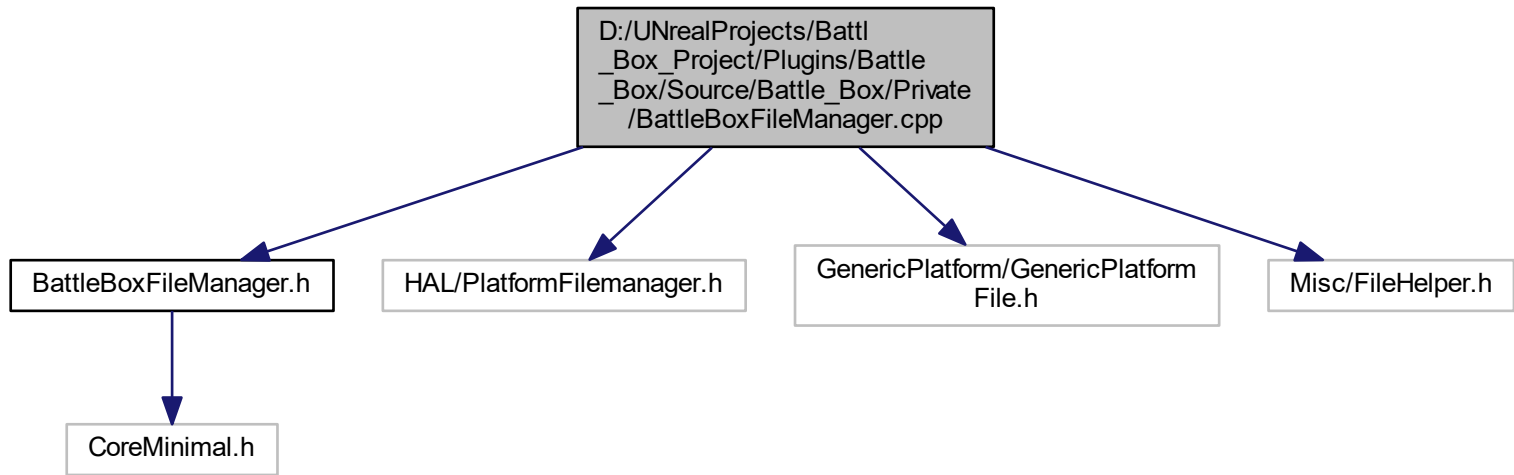 D:/UNrealProjects/Battl
_Box_Project/Plugins/Battle
_Box/Source/Battle_Box/Private
/BattleBoxFileManager.cpp
BattleBoxFileManager.h
HAL/PlatformFilemanager.h
GenericPlatform/GenericPlatform
File.h
Misc/FileHelper.h
CoreMinimal.h